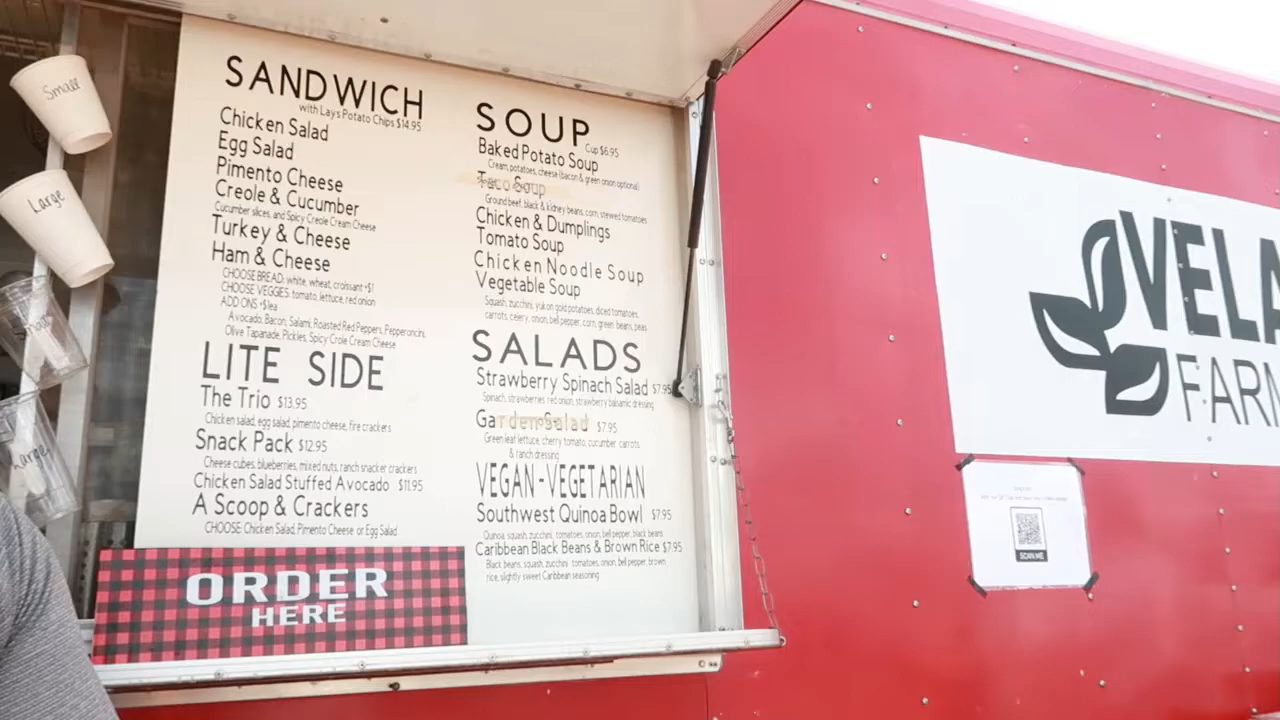 Small
Large
Small
Large
SANDWICH
with Lay's Potato Chips $14.95
Chicken Salad
Egg Salad
Pimento Cheese
Creole & Cucumber
Cucumber slices, and Spicy Creole Cream Cheese
Turkey & Cheese
Ham & Cheese
CHOOSE BREAD: white, wheat, croissant +$1
CHOOSE VEGGIES: tomato, lettuce, red onion
ADD ONS +$1ea
Avocado, Bacon, Salami, Roasted Red Peppers, Pepperoncini,
Olive Tapanade, Pickles, Spicy Crole Cream Cheese
LITE SIDE
The Trio $13.95
Chicken salad, egg salad, pimento cheese, fire crackers
Snack Pack $12.95
Cheese cubes, blueberries, mixed nuts, ranch snacker crackers
Chicken Salad Stuffed Avocado $11.95
A Scoop & Crackers
CHOOSE: Chicken Salad, Pimento Cheese or Egg Salad
SOUP
Cup $6.95
Baked Potato Soup
Cream, potatoes, cheese (bacon & green onion optional)
Taco Soup
Ground beef, black & kidney beans, corn, stewed tomatoes
Chicken & Dumplings
Tomato Soup
Chicken Noodle Soup
Vegetable Soup
Squash, zucchini, yukon gold potatoes, diced tomatoes,
carrots, celery, onion, bell pepper, corn, green beans, peas
SALADS
Strawberry Spinach Salad $7.95
Spinach, strawberries red onion, strawberry balsamic dressing
Garden Salad $7.95
Green leaf lettuce, cherry tomato, cucumber carrots,
& ranch dressing
VEGAN-VEGETARIAN
Southwest Quinoa Bowl $7.95
Quinoa, squash, zucchini tomatoes, onion, bell pepper, black beans
Caribbean Black Beans & Brown Rice $7.95
Black beans, squash, zucchini tomatoes, onion, bell pepper, brown
rice, slightly sweet Caribbean seasoning
ORDER
HERE
VELA
FARM
SCAN ME